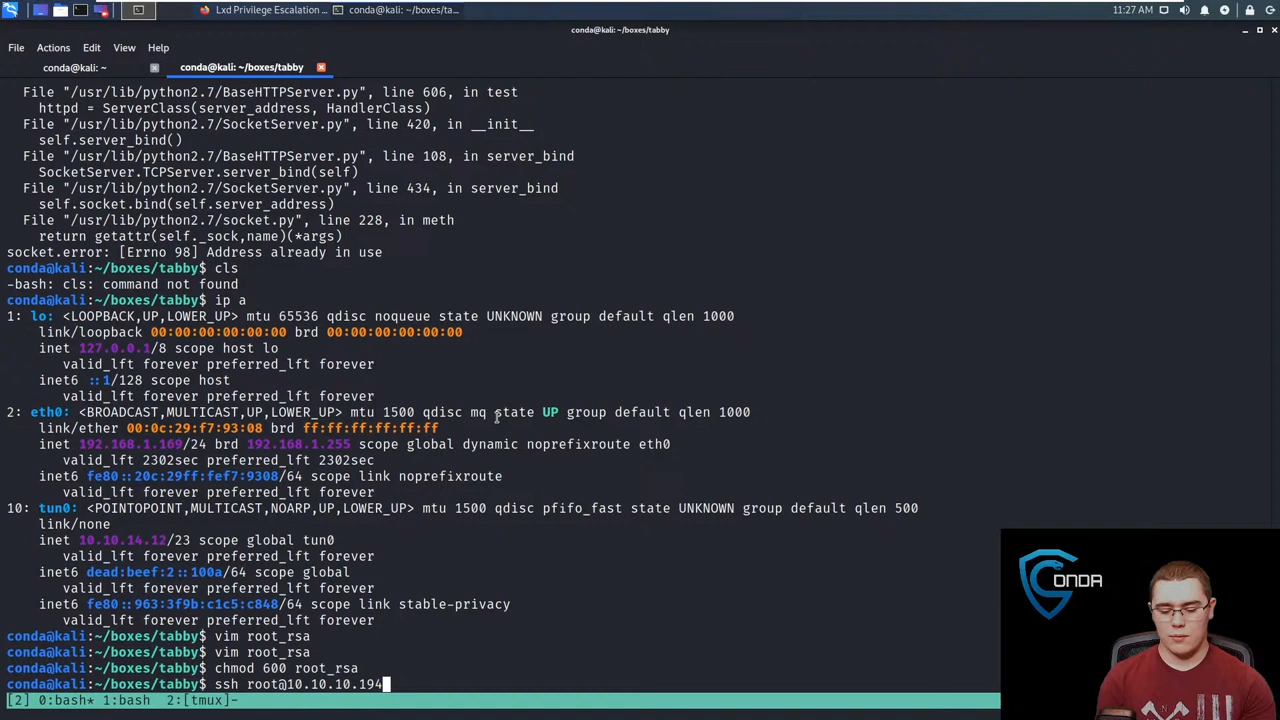 Lxd Privilege Escalation ...
conda@kali: ~/boxes/ta...
11:27 AM
conda@kali: ~/boxes/tabby
File Actions Edit View Help
conda@kali: ~
conda@kali: ~/boxes/tabby
File "/usr/lib/python2.7/BaseHTTPServer.py", line 606, in test
httpd = ServerClass(server_address, HandlerClass)
File "/usr/lib/python2.7/SocketServer.py", line 420, in __init__
self.server_bind()
File "/usr/lib/python2.7/BaseHTTPServer.py", line 108, in server_bind
SocketServer.TCPServer.server_bind(self)
File "/usr/lib/python2.7/SocketServer.py", line 434, in server_bind
self.socket.bind(self.server_address)
File "/usr/lib/python2.7/socket.py", line 228, in meth
return getattr(self._sock,name)(*args)
socket.error: [Errno 98] Address already in use
conda@kali:~/boxes/tabby$ cls
-bash: cls: command not found
conda@kali:~/boxes/tabby$ ip a
1: lo: <LOOPBACK,UP,LOWER_UP> mtu 65536 qdisc noqueue state UNKNOWN group default qlen 1000
link/loopback 00:00:00:00:00:00 brd 00:00:00:00:00:00
inet 127.0.0.1/8 scope host lo
valid_lft forever preferred_lft forever
inet6 ::1/128 scope host
valid_lft forever preferred_lft forever
2: eth0: <BROADCAST,MULTICAST,UP,LOWER_UP> mtu 1500 qdisc mq state UP group default qlen 1000
link/ether 00:0c:29:f7:93:08 brd ff:ff:ff:ff:ff:ff
inet 192.168.1.169/24 brd 192.168.1.255 scope global dynamic noprefixroute eth0
valid_lft 2302sec preferred_lft 2302sec
inet6 fe80::20c:29ff:fef7:9308/64 scope link noprefixroute
valid_lft forever preferred_lft forever
10: tun0: <POINTOPOINT,MULTICAST,NOARP,UP,LOWER_UP> mtu 1500 qdisc pfifo_fast state UNKNOWN group default qlen 500
link/none
inet 10.10.14.12/23 scope global tun0
valid_lft forever preferred_lft forever
inet6 dead:beef:2::100a/64 scope global
valid_lft forever preferred_lft forever
inet6 fe80::963:3f9b:c1c5:c848/64 scope link stable-privacy
valid_lft forever preferred_lft forever
conda@kali:~/boxes/tabby$ vim root_rsa
conda@kali:~/boxes/tabby$ vim root_rsa
conda@kali:~/boxes/tabby$ chmod 600 root_rsa
conda@kali:~/boxes/tabby$ ssh root@10.10.10.194
[2] 0:bash* 1:bash 2:[tmux]-
CONDA